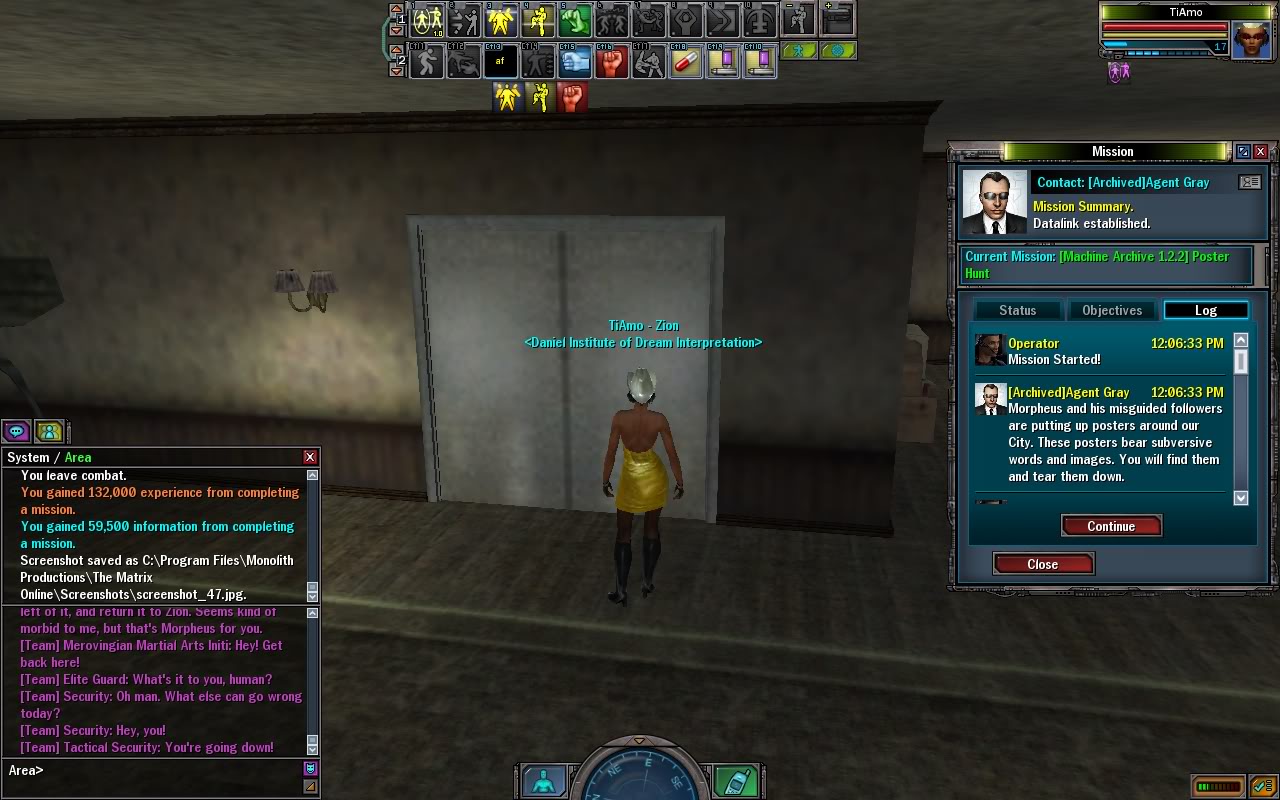 1
1.0
2
af
TiAmo
17
Mission
Contact: [Archived]Agent Gray
Mission Summary.
Datalink established.
Current Mission: [Machine Archive 1.2.2] Poster
Hunt
Status
Objectives
Log
Operator 12:06:33 PM
Mission Started!
[Archived]Agent Gray 12:06:33 PM
Morpheus and his misguided followers
are putting up posters around our
City. These posters bear subversive
words and images. You will find them
and tear them down.
Continue
Close
TiAmo - Zion
<Daniel Institute of Dream Interpretation>
System / Area
You leave combat.
You gained 132,000 experience from completing
a mission.
You gained 59,500 information from completing
a mission.
Screenshot saved as C:\Program Files\Monolith
Productions\The Matrix
Online\Screenshots\screenshot_47.jpg.
left of it, and return it to Zion. Seems kind of
morbid to me, but that's Morpheus for you.
[Team] Merovingian Martial Arts Initi: Hey! Get
back here!
[Team] Elite Guard: What's it to you, human?
[Team] Security: Oh man. What else can go wrong
today?
[Team] Security: Hey, you!
[Team] Tactical Security: You're going down!
Area>
NE
E
SE